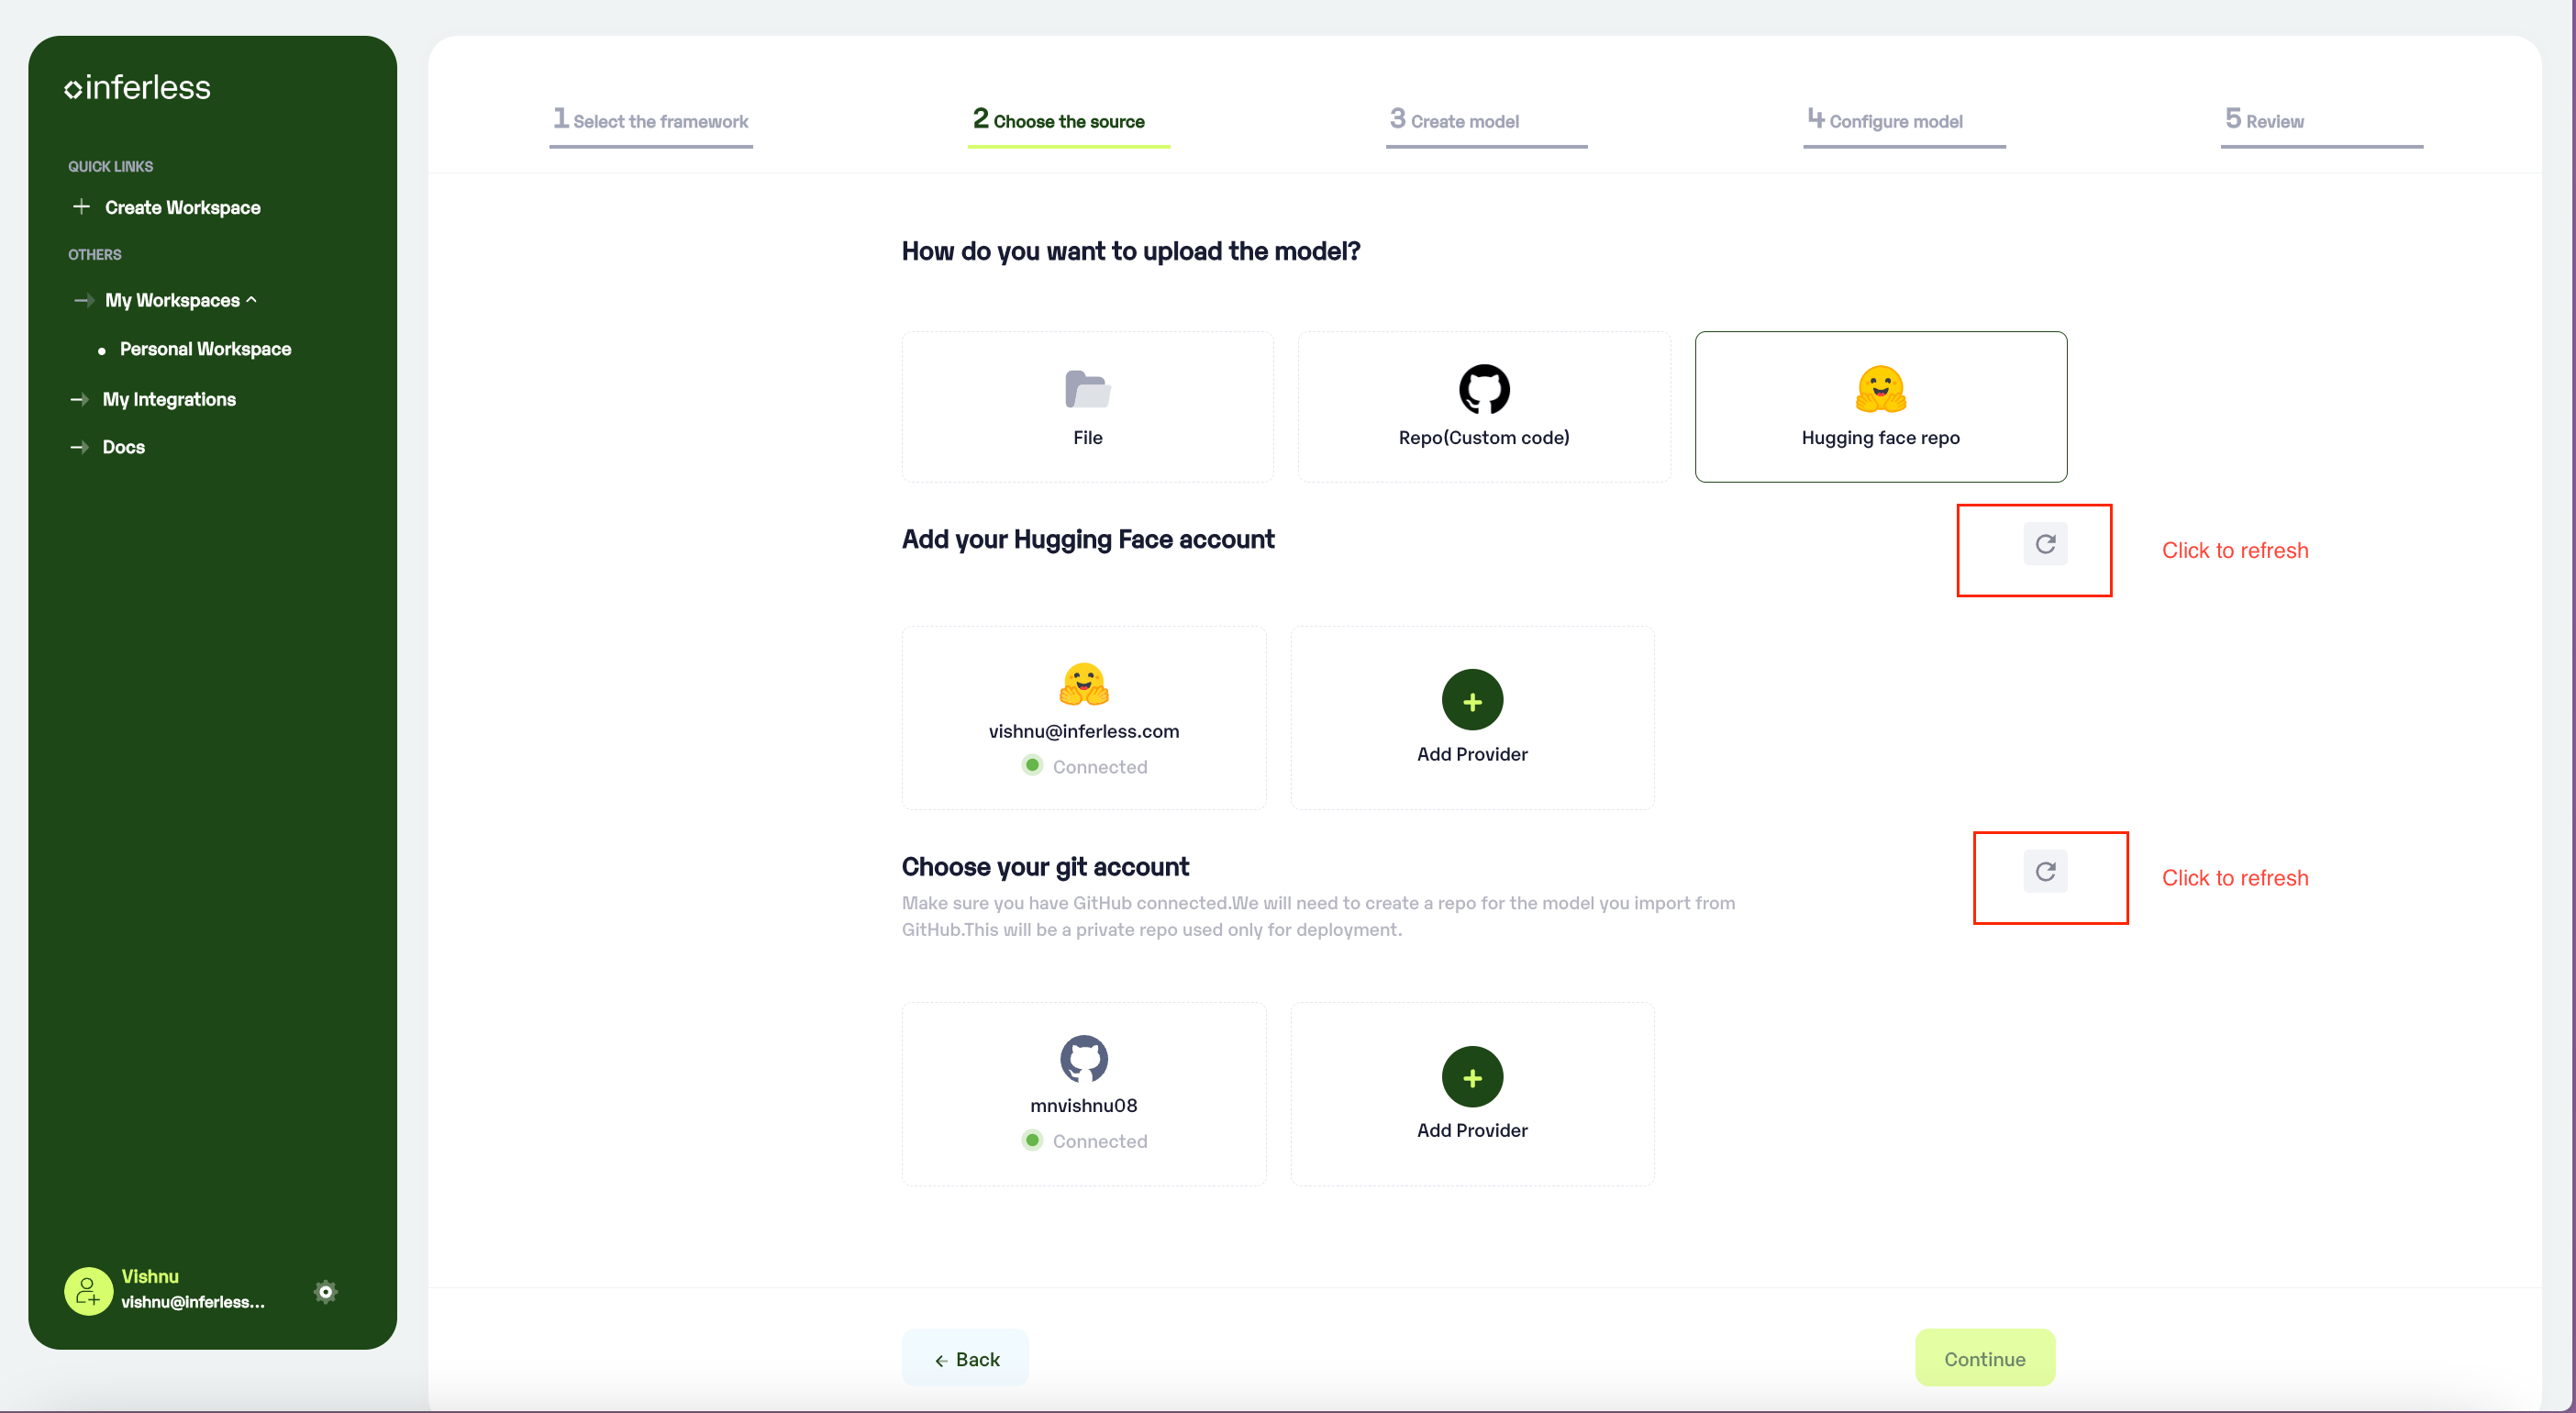 inferless
QUICK LINKS
Create Workspace
OTHERS
My Workspaces
Personal Workspace
My Integrations
Docs
Vishnu
vishnu@inferless...
1 Select the framework
2 Choose the source
3 Create model
4 Configure model
5 Review
How do you want to upload the model?
File
Repo(Custom code)
Hugging face repo
Add your Hugging Face account
Click to refresh
vishnu@inferless.com
Connected
Add Provider
Choose your git account
Click to refresh
Make sure you have GitHub connected.We will need to create a repo for the model you import from
GitHub.This will be a private repo used only for deployment.
mnvishnu08
Connected
Add Provider
Back
Continue